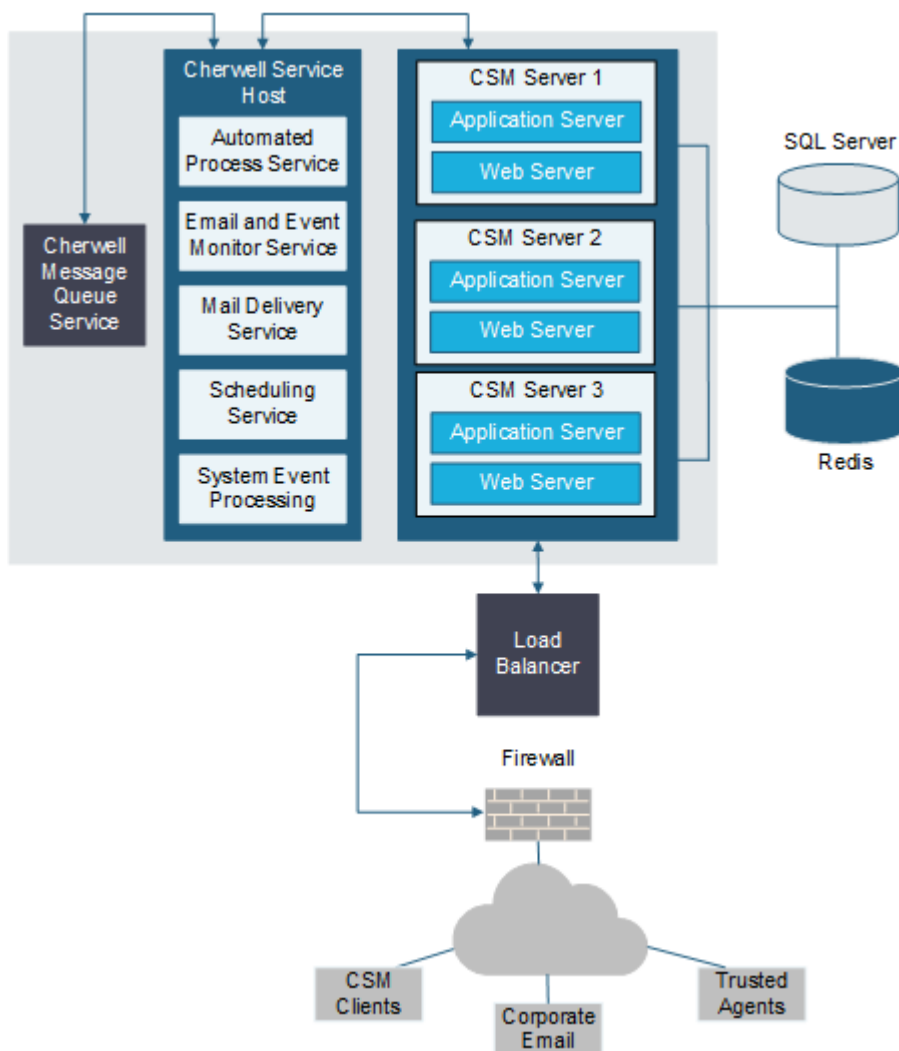 Cherwell Service
Host
Automated
Process Service
Email and Event
Monitor Service
Mail Delivery
Service
Scheduling
Service
System Event
Processing
Cherwell
Message
Queue
Service
CSM Server 1
Application Server
Web Server
CSM Server 2
Application Server
Web Server
CSM Server 3
Application Server
Web Server
SQL Server
Redis
Load
Balancer
Firewall
CSM
Clients
Corporate
Email
Trusted
Agents